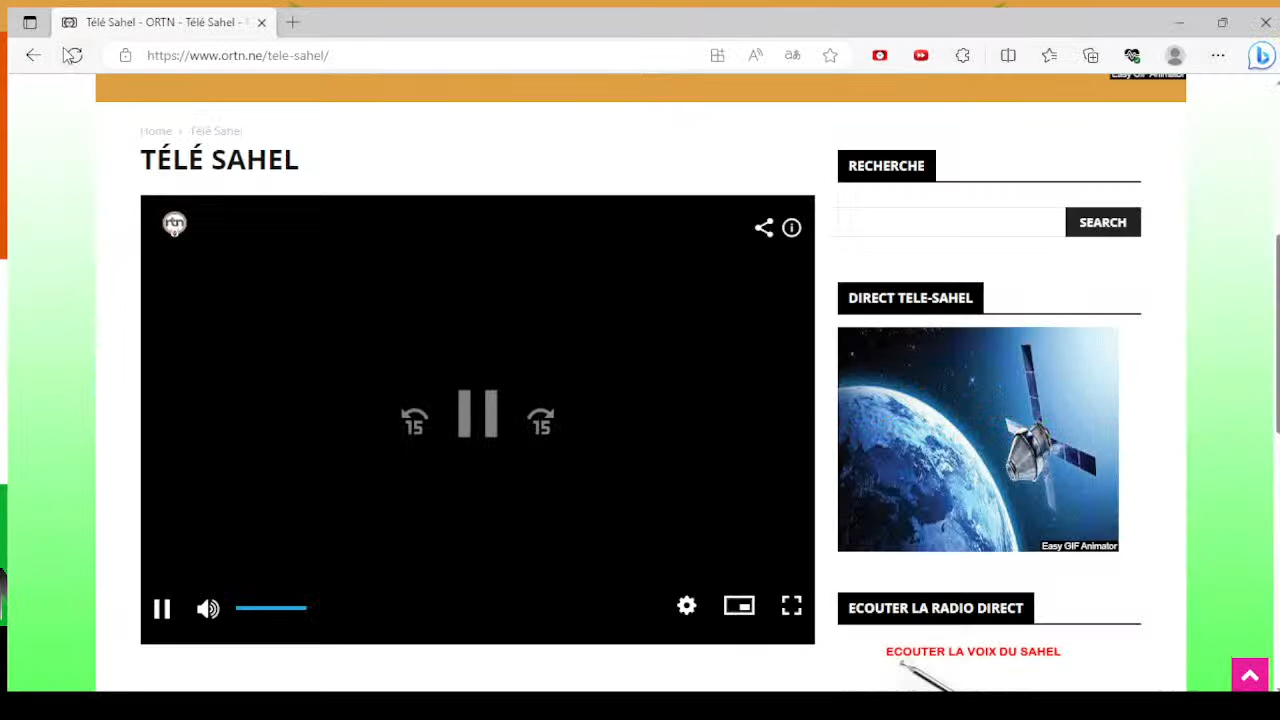 Télé Sahel - ORTN - Télé Sahel -
https://www.ortn.ne/tele-sahel/
Easy GIF Animator
Home › Télé Sahel
TÉLÉ SAHEL
RECHERCHE
SEARCH
rtn
15
15
DIRECT TELE-SAHEL
Easy GIF Animator
ECOUTER LA RADIO DIRECT
ECOUTER LA VOIX DU SAHEL